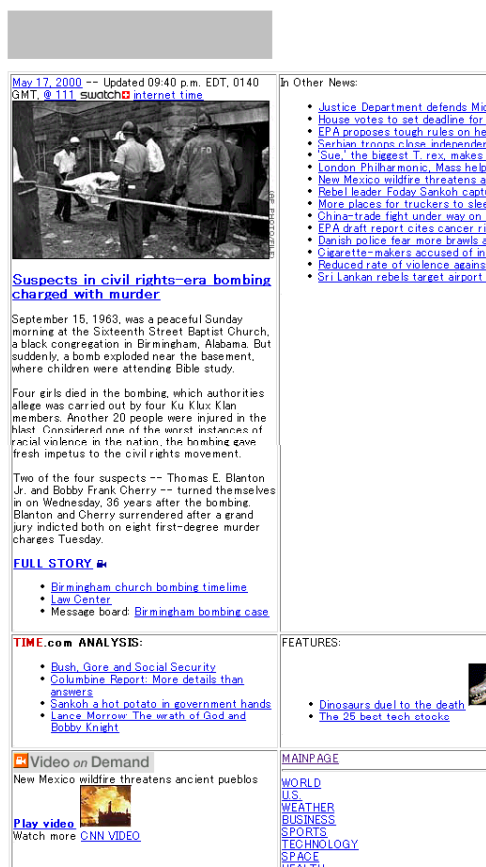 May 17, 2000 -- Updated 09:40 p.m. EDT, 0140
GMT, @ 111 swatch internet time
(AP PHOTO/FILE)
Suspects in civil rights-era bombing
charged with murder
September 15, 1963, was a peaceful Sunday
morning at the Sixteenth Street Baptist Church,
a black congregation in Birmingham, Alabama. But
suddenly, a bomb exploded near the basement,
where children were attending Bible study.
Four girls died in the bombing, which authorities
allege was carried out by four Ku Klux Klan
members. Another 20 people were injured in the
blast. Considered one of the worst instances of
racial violence in the nation, the bombing gave
fresh impetus to the civil rights movement.
Two of the four suspects -- Thomas E. Blanton
Jr. and Bobby Frank Cherry -- turned themselves
in on Wednesday, 36 years after the bombing.
Blanton and Cherry surrendered after a grand
jury indicted both on eight first-degree murder
charges Tuesday.
FULL STORY
Birmingham church bombing timelime
Law Center
Message board: Birmingham bombing case
In Other News:
Justice Department defends
House votes to set deadline for
EPA proposes tough rules on
Serbian troops close
'Sue,' the biggest T. rex, makes
London Philharmonic, Mass help
New Mexico wildfire threatens
Rebel leader Foday Sankoh
More places for truckers to
China-trade fight under way on
EPA draft report cites cancer
Danish police fear more brawls
Cigarette-makers accused of
Reduced rate of violence
Sri Lankan rebels target airport
TIME.com ANALYSIS:
Bush, Gore and Social Security
Columbine Report: More details than
answers
Sankoh a hot potato in government hands
Lance Morrow: The wrath of God and
Bobby Knight
FEATURES:
Dinosaurs duel to the death
The 25 best tech stocks
Video on Demand
New Mexico wildfire threatens ancient pueblos
Play video
Watch more CNN VIDEO
MAINPAGE
WORLD
U.S.
WEATHER
BUSINESS
SPORTS
TECHNOLOGY
SPACE
HEALTH